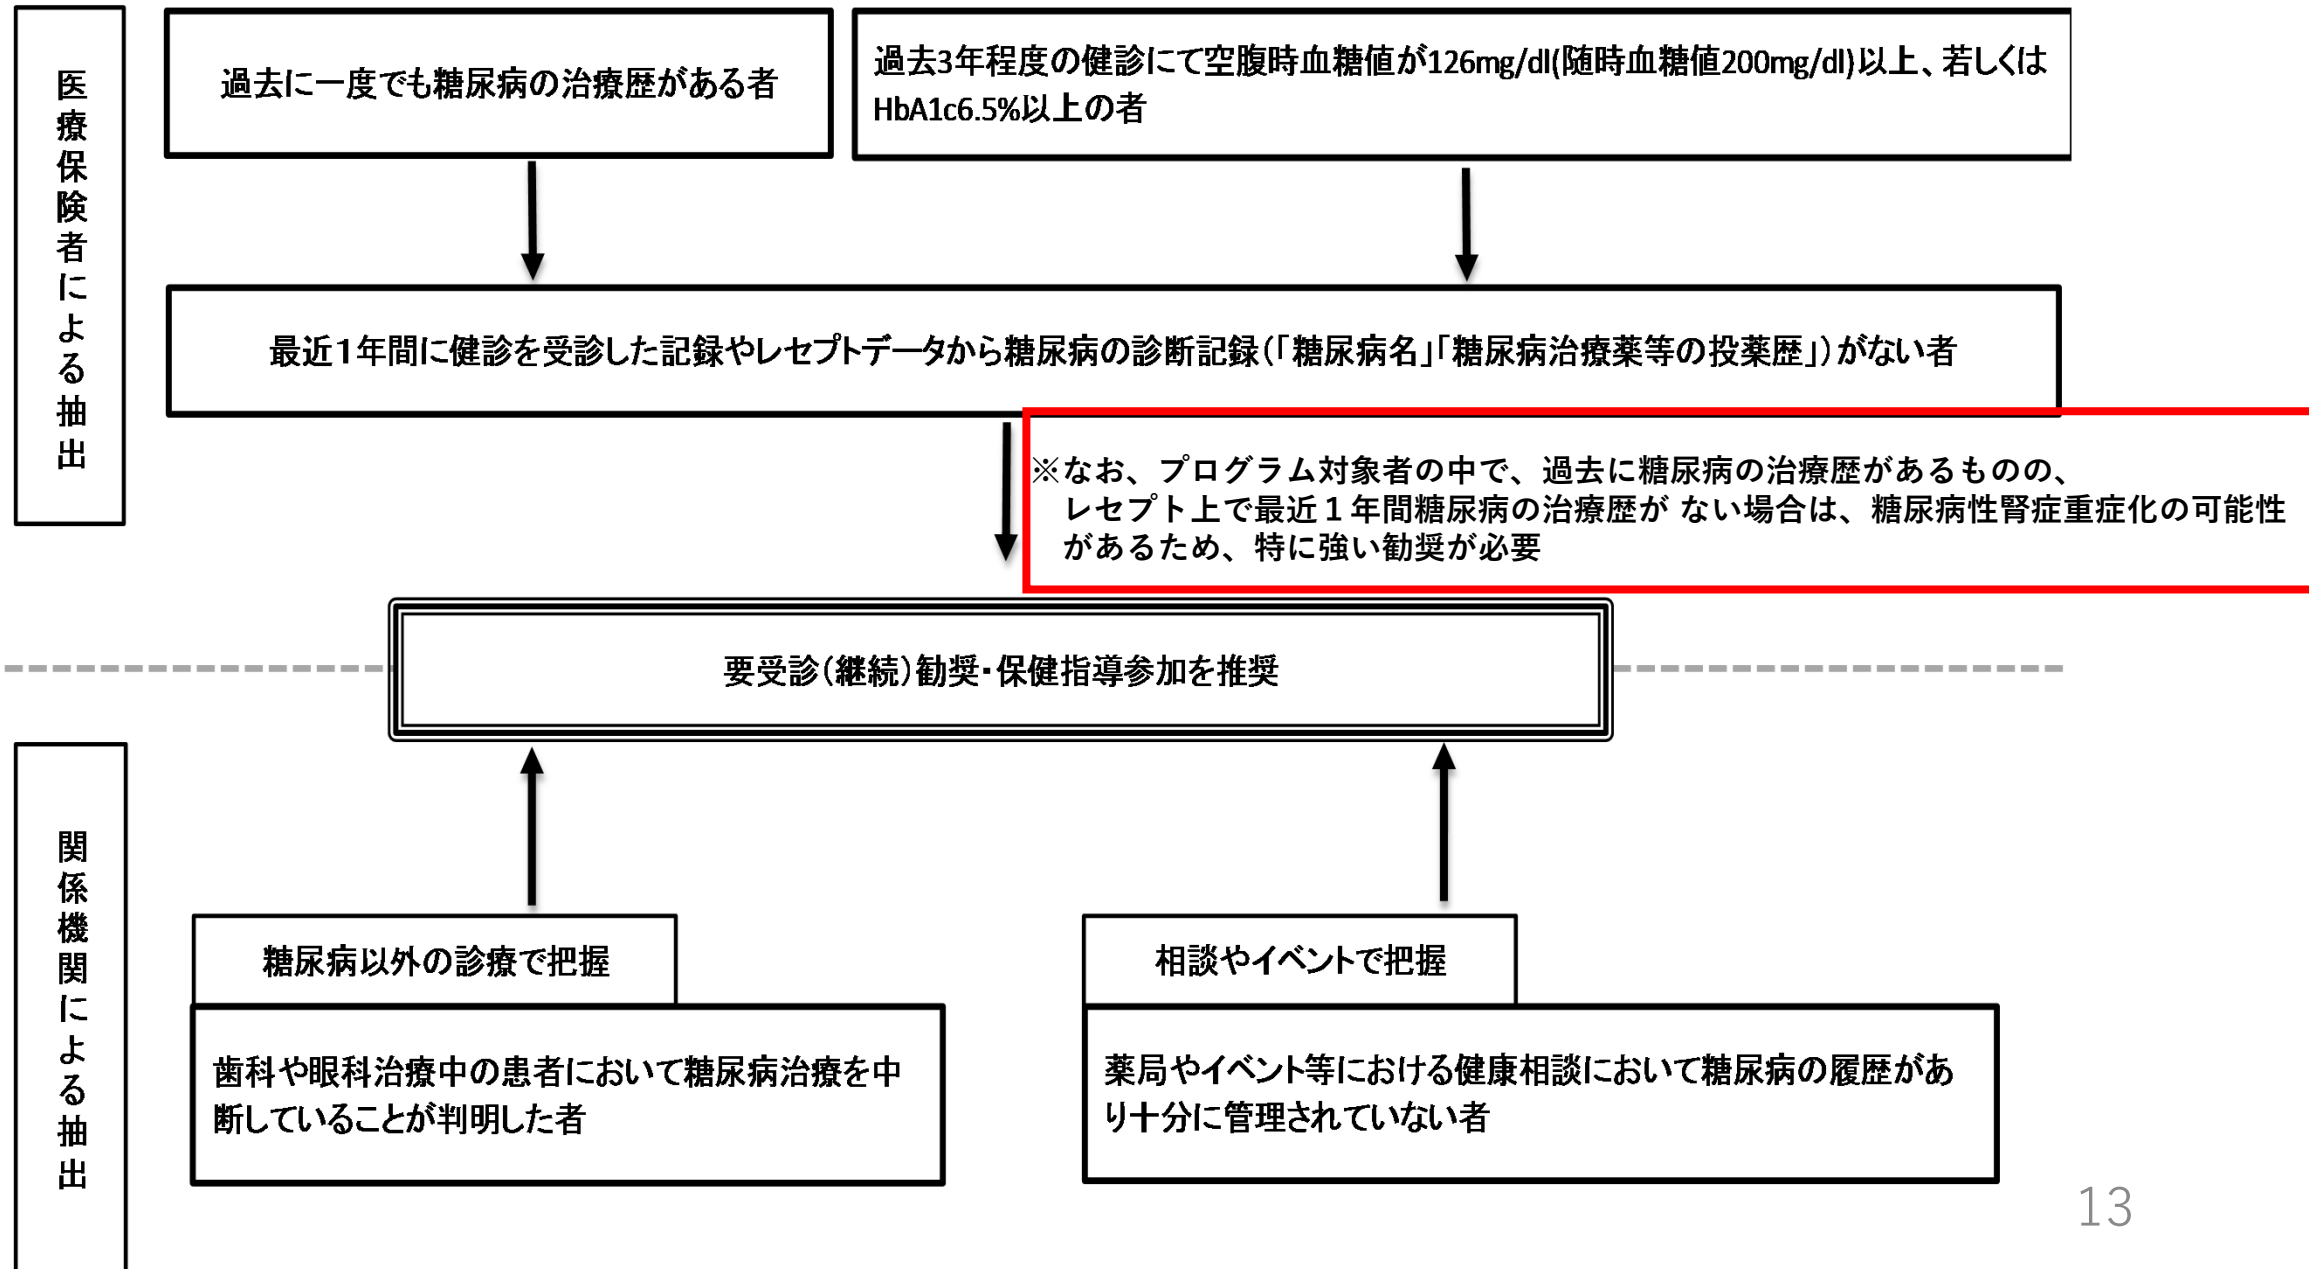 医療保険者による抽出
過去に一度でも糖尿病の治療歴がある者
過去3年程度の健診にて空腹時血糖値が126mg/dl(随時血糖値200mg/dl)以上、若しくは
HbA1c6.5%以上の者
最近1年間に健診を受診した記録やレセプトデータから糖尿病の診断記録(「糖尿病名」「糖尿病治療薬等の投薬歴」)がない者
※なお、プログラム対象者の中で、過去に糖尿病の治療歴があるものの、
レセプト上で最近１年間糖尿病の治療歴が ない場合は、糖尿病性腎症重症化の可能性
があるため、特に強い勧奨が必要
要受診(継続)勧奨・保健指導参加を推奨
関係機関による抽出
糖尿病以外の診療で把握
歯科や眼科治療中の患者において糖尿病治療を中
断していることが判明した者
相談やイベントで把握
薬局やイベント等における健康相談において糖尿病の履歴があ
り十分に管理されていない者
13